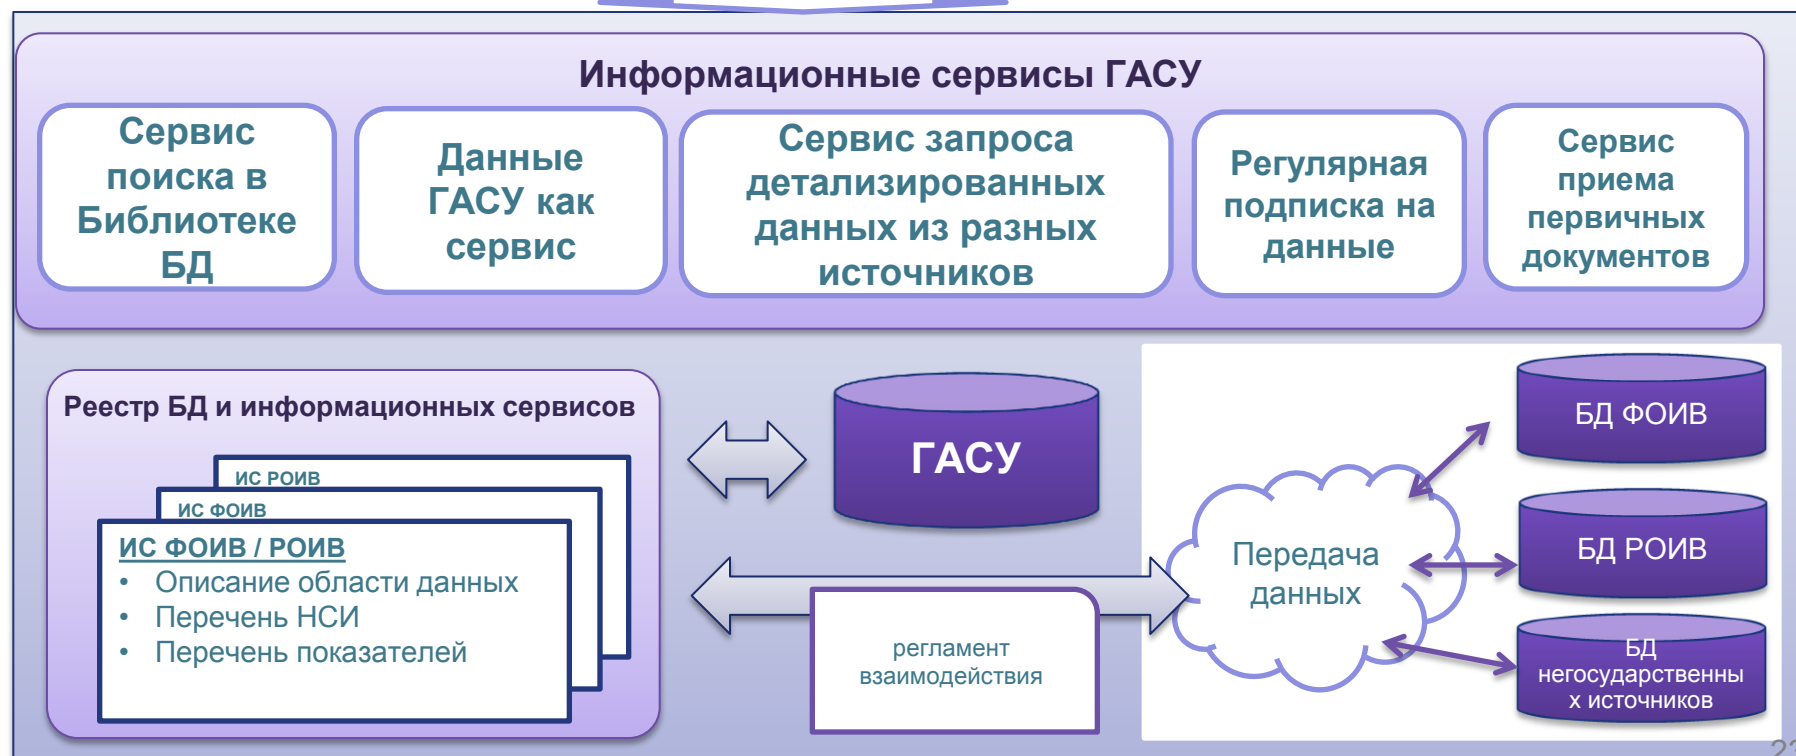 Информационные сервисы ГАСУ
Сервис
поиска в
Библиотеке
БД
Данные
ГАСУ как
сервис
Сервис запроса
детализированных
данных из разных
источников
Регулярная
подписка на
данные
Сервис
приема
первичных
документов
Реестр БД и информационных сервисов
ИС РОИВ
ИС ФОИВ
ИС ФОИВ / РОИВ
• Описание области данных
• Перечень НСИ
• Перечень показателей
ГАСУ
регламент
взаимодействия
Передача
данных
БД ФОИВ
БД РОИВ
БД
негосударственны
х источников